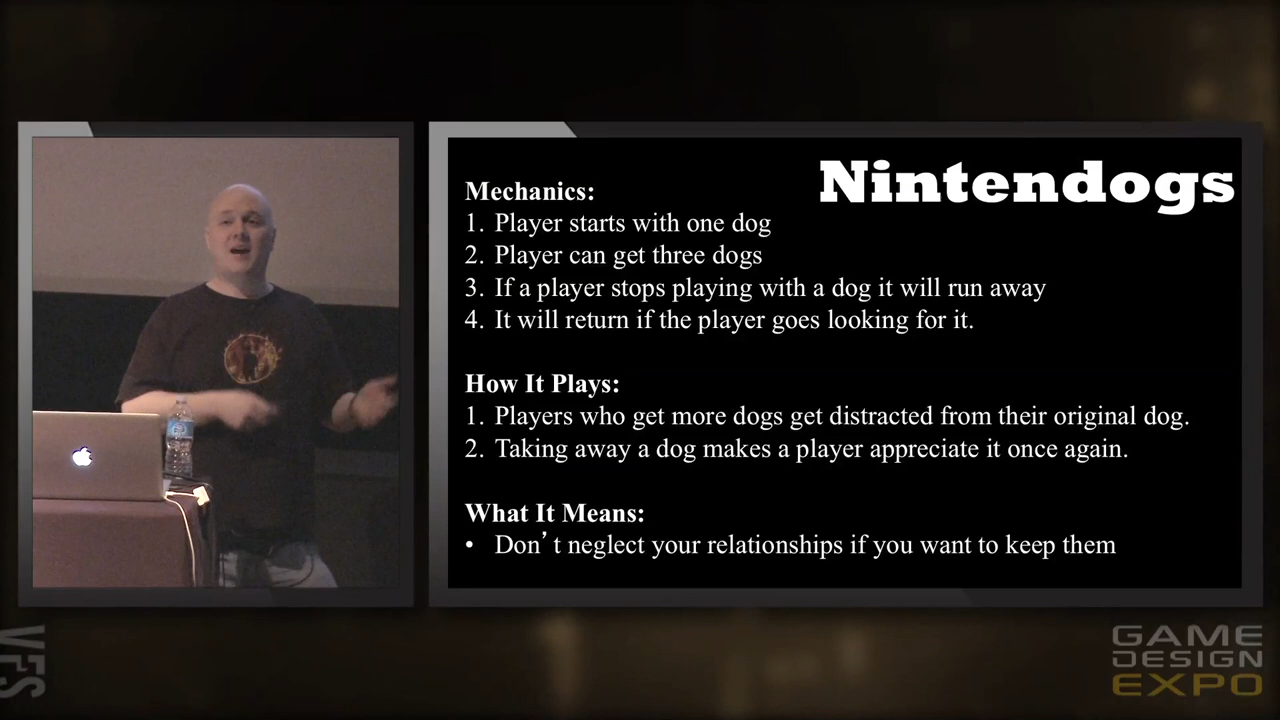 Nintendogs
Mechanics:
1. Player starts with one dog
2. Player can get three dogs
3. If a player stops playing with a dog it will run away
4. It will return if the player goes looking for it.
How It Plays:
1. Players who get more dogs get distracted from their original dog.
2. Taking away a dog makes a player appreciate it once again.
What It Means:
• Don't neglect your relationships if you want to keep them
VFS
GAME
DESIGN
EXPO